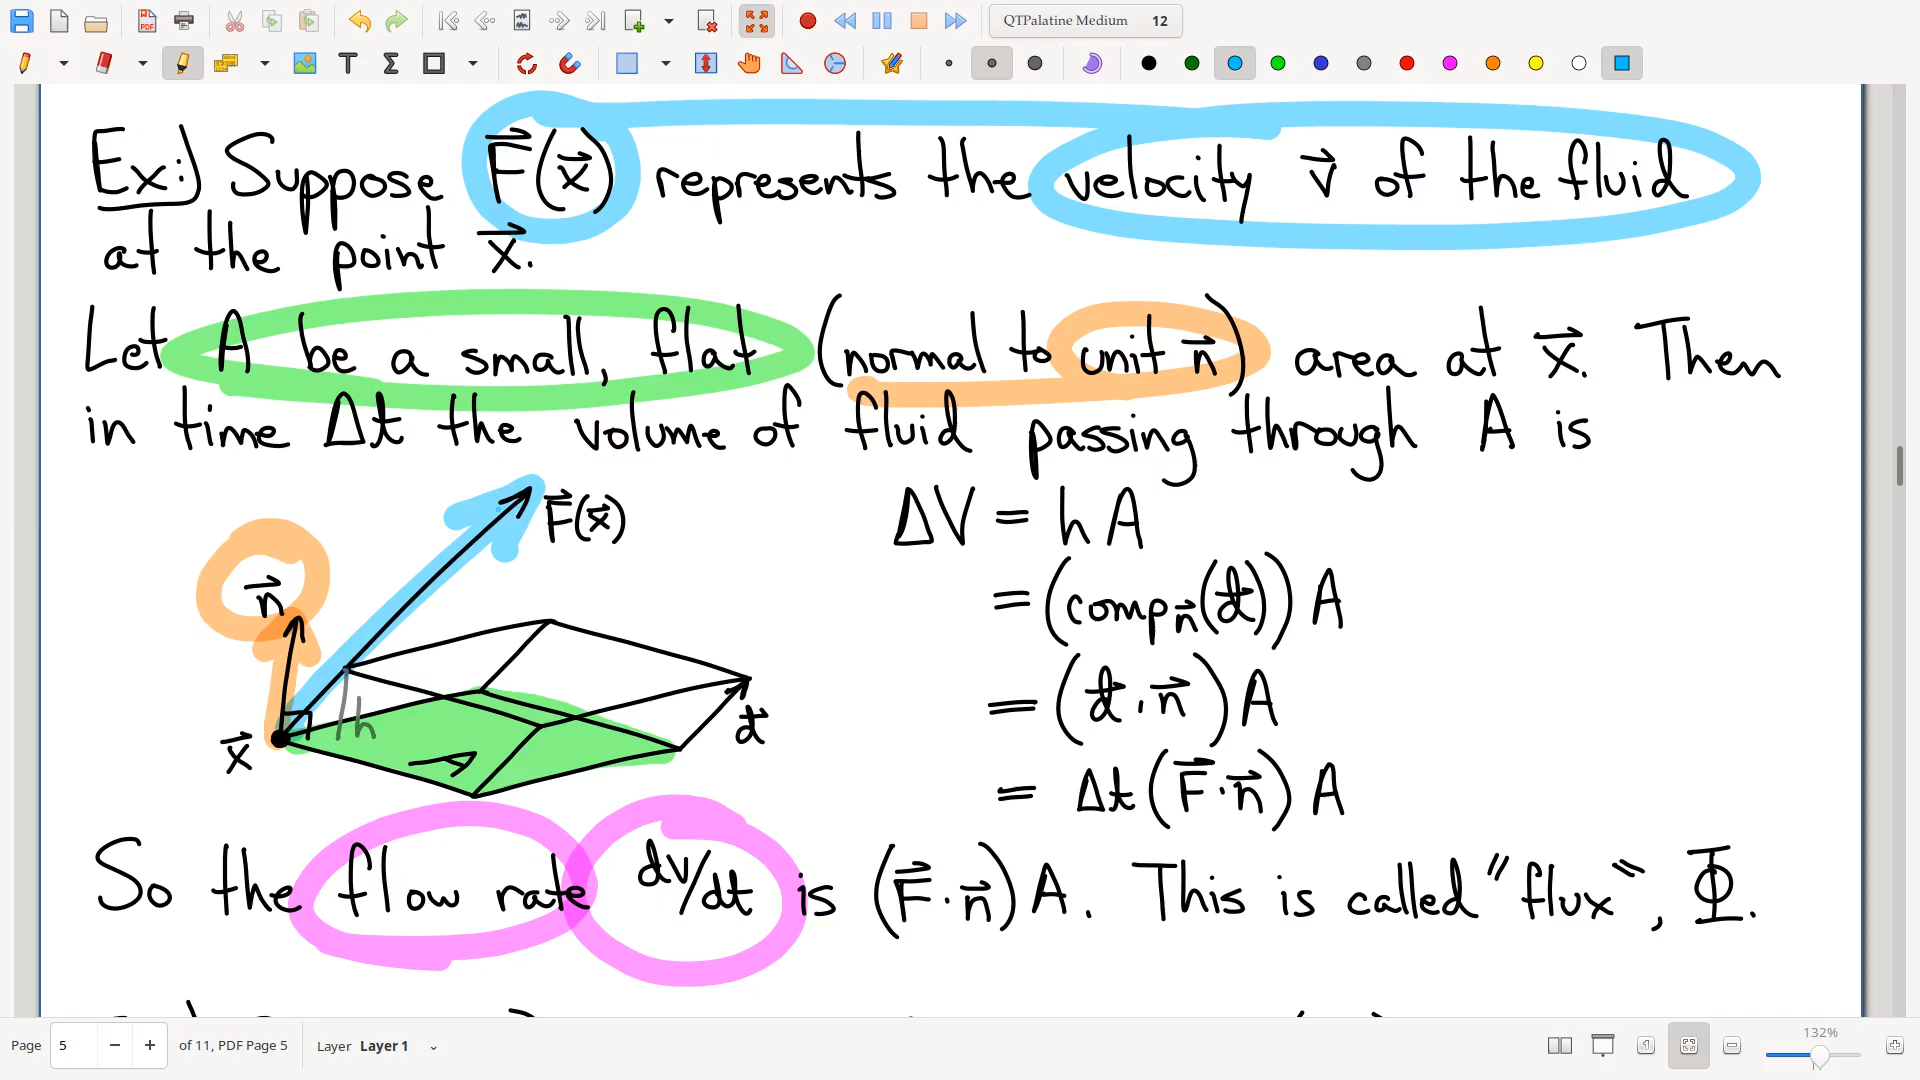 QTPalatine Medium 12
Ex:) Suppose F⃗(x⃗) represents the velocity v⃗ of the fluid
at the point x⃗.
Let A be a small, flat (normal to unit n⃗) area at x⃗. Then
in time Δt the volume of fluid passing through A is
F⃗(x⃗)
n⃗
h
x⃗
A
d⃗
ΔV = hA
= (comp_n⃗(d⃗)) A
= (d⃗·n⃗) A
= Δt(F⃗·n⃗) A
So the flow rate dV/dt is (F⃗·n⃗) A. This is called "flux", Φ.
Page 5 of 11, PDF Page 5 Layer Layer 1 132%